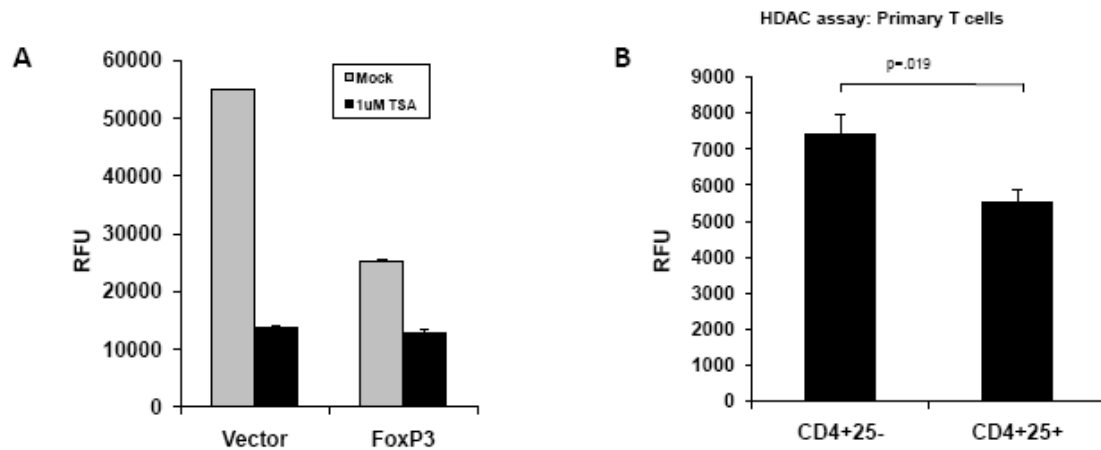 A
60000
50000
40000
30000
20000
10000
0
RFU
Mock
1uM TSA
Vector
FoxP3
HDAC assay: Primary T cells
B
p=.019
9000
8000
7000
6000
5000
4000
3000
2000
1000
0
RFU
CD4+25-
CD4+25+